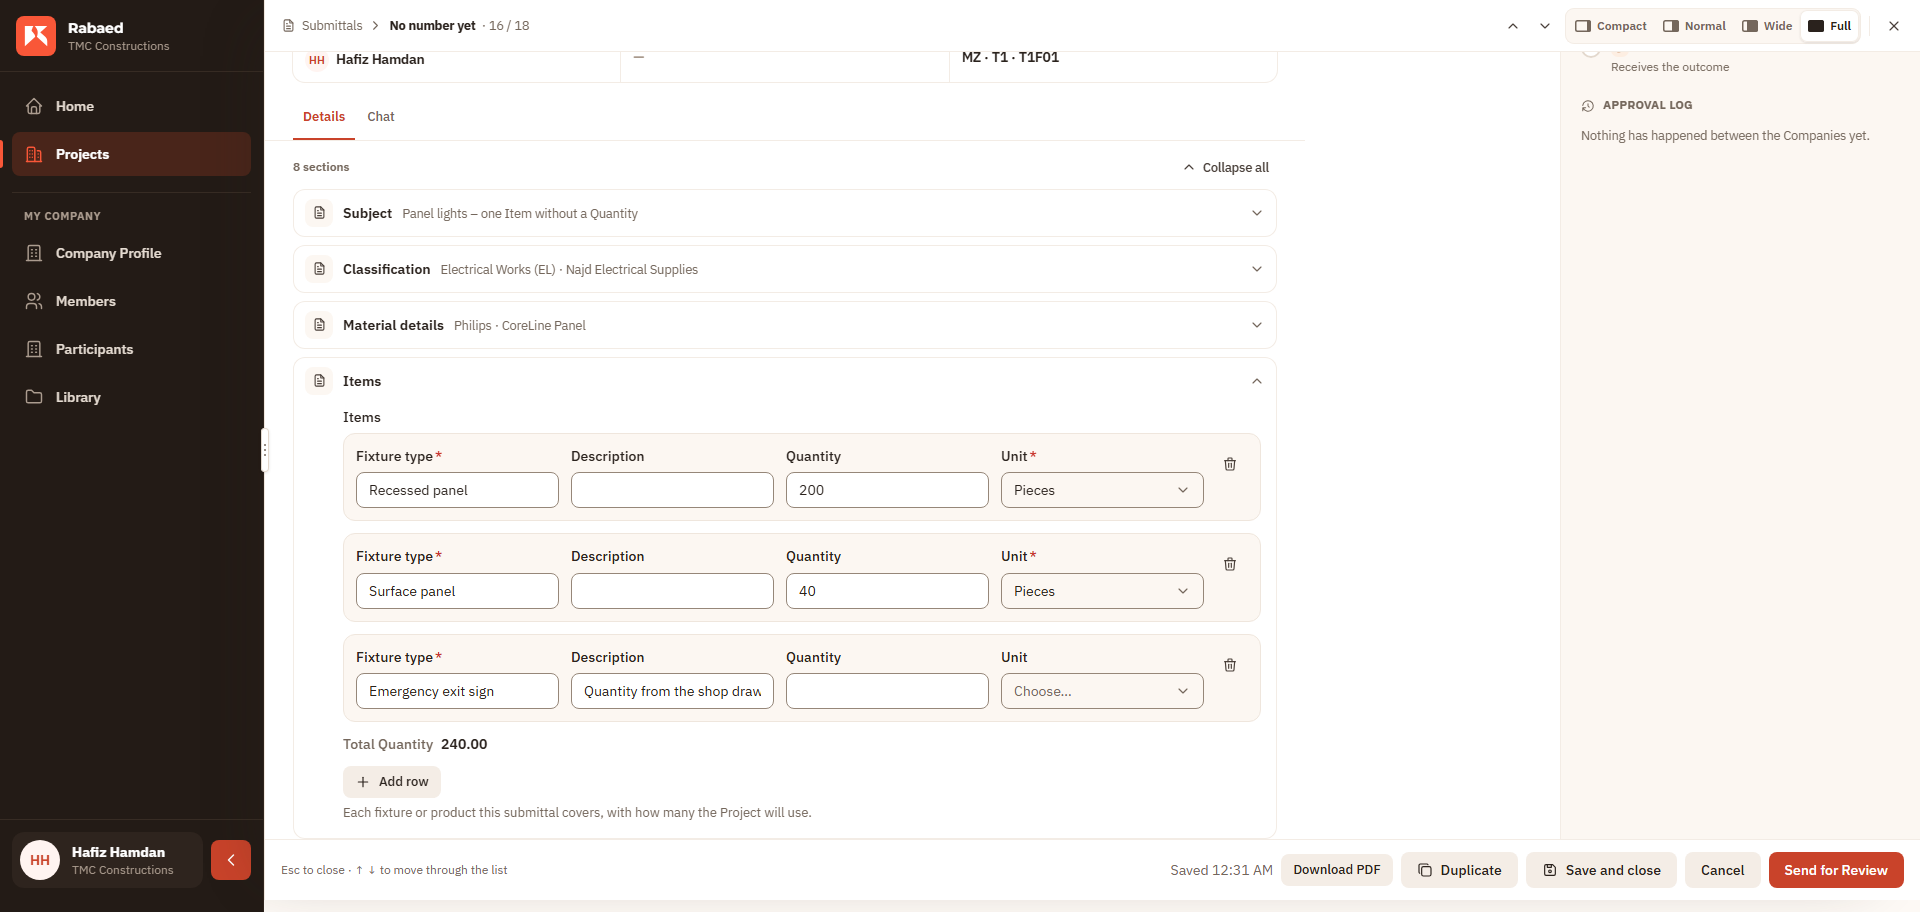 Rabaed
TMC Constructions
Home
Projects
MY COMPANY
Company Profile
Members
Participants
Library
HH
Hafiz Hamdan
TMC Constructions
Submittals > No number yet · 16 / 18
Compact Normal Wide Full
HH Hafiz Hamdan — MZ · T1 · T1F01
Details Chat
8 sections Collapse all
Subject Panel lights – one Item without a Quantity
Classification Electrical Works (EL) · Najd Electrical Supplies
Material details Philips · CoreLine Panel
Items
Items
Fixture type * Description Quantity Unit *
Recessed panel 200 Pieces
Fixture type * Description Quantity Unit *
Surface panel 40 Pieces
Fixture type * Description Quantity Unit
Emergency exit sign Quantity from the shop draw Choose...
Total Quantity 240.00
+ Add row
Each fixture or product this submittal covers, with how many the Project will use.
Receives the outcome
APPROVAL LOG
Nothing has happened between the Companies yet.
Esc to close · ↑ ↓ to move through the list
Saved 12:31 AM Download PDF Duplicate Save and close Cancel Send for Review